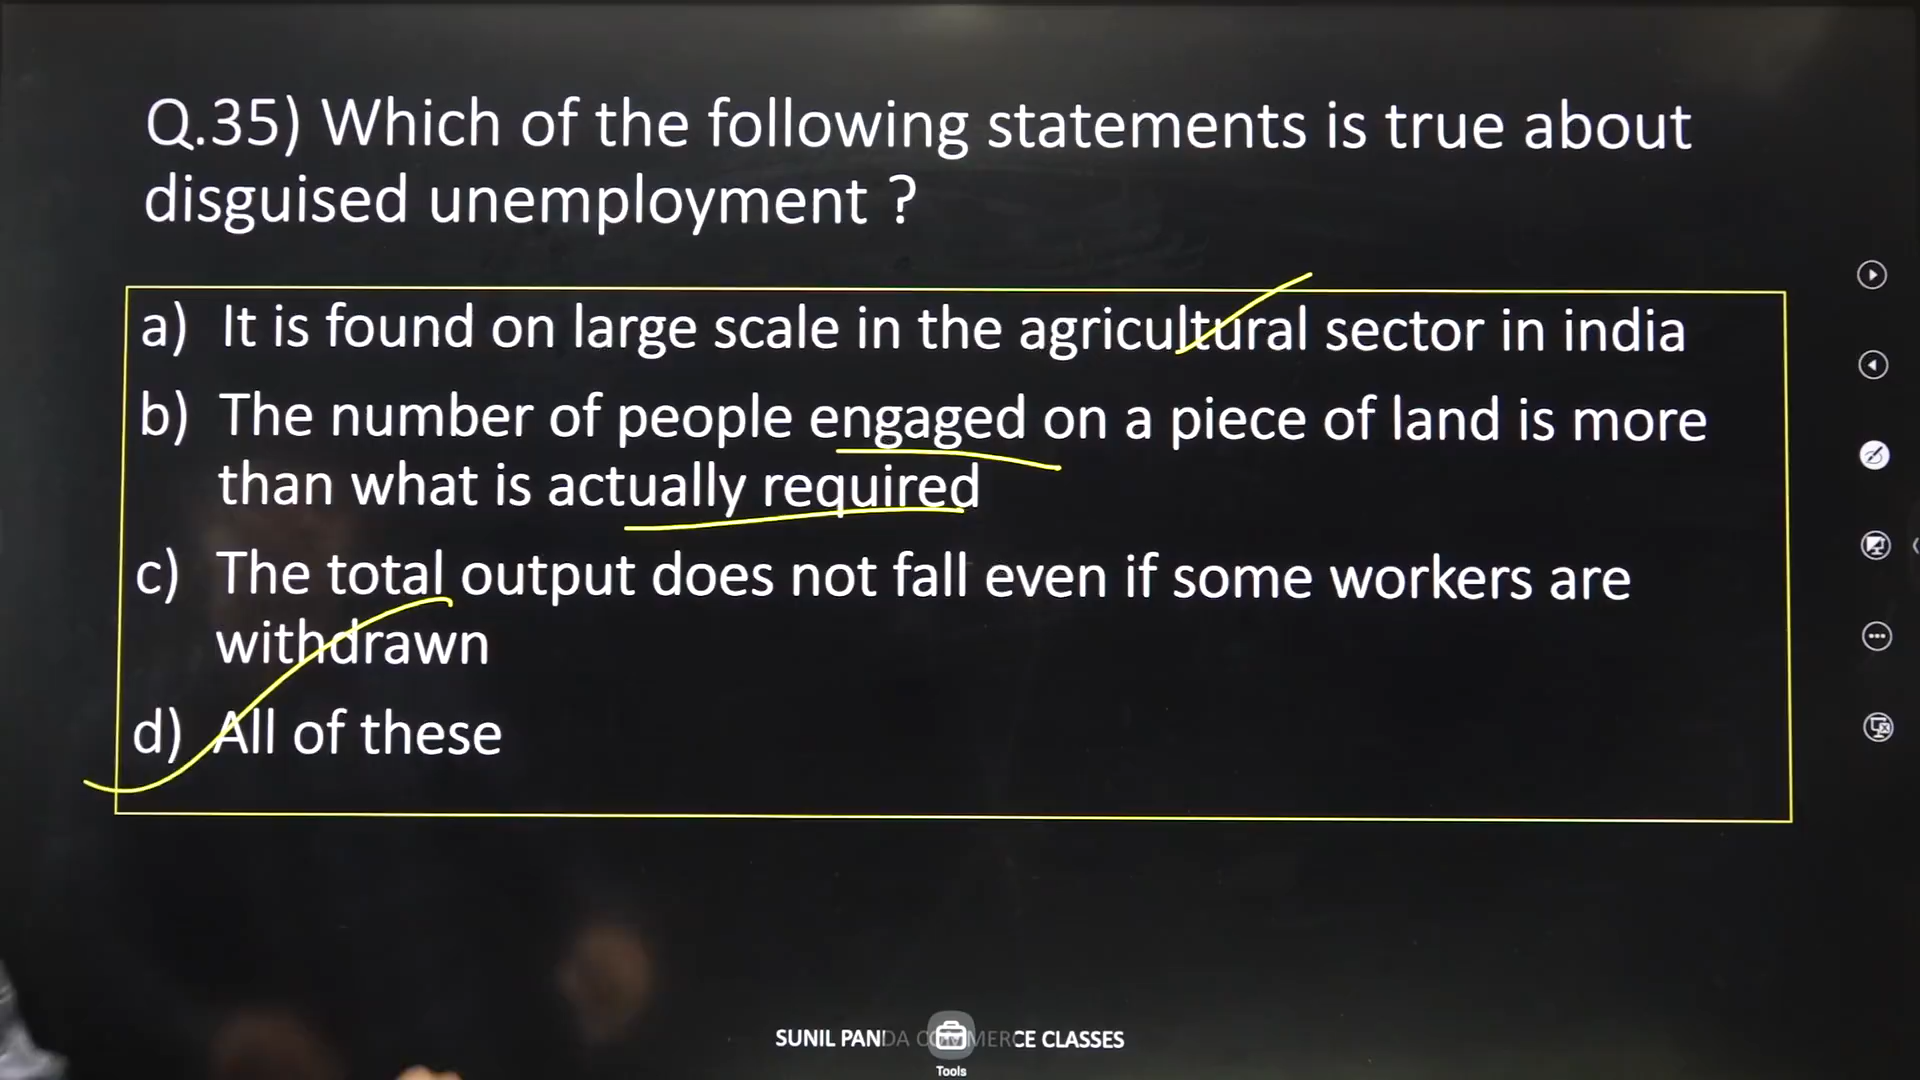 Q.35) Which of the following statements is true about
disguised unemployment ?
a) It is found on large scale in the agricultural sector in india
b) The number of people engaged on a piece of land is more
than what is actually required
c) The total output does not fall even if some workers are
withdrawn
d) All of these
SUNIL PANDA COMMERCE CLASSES
Tools